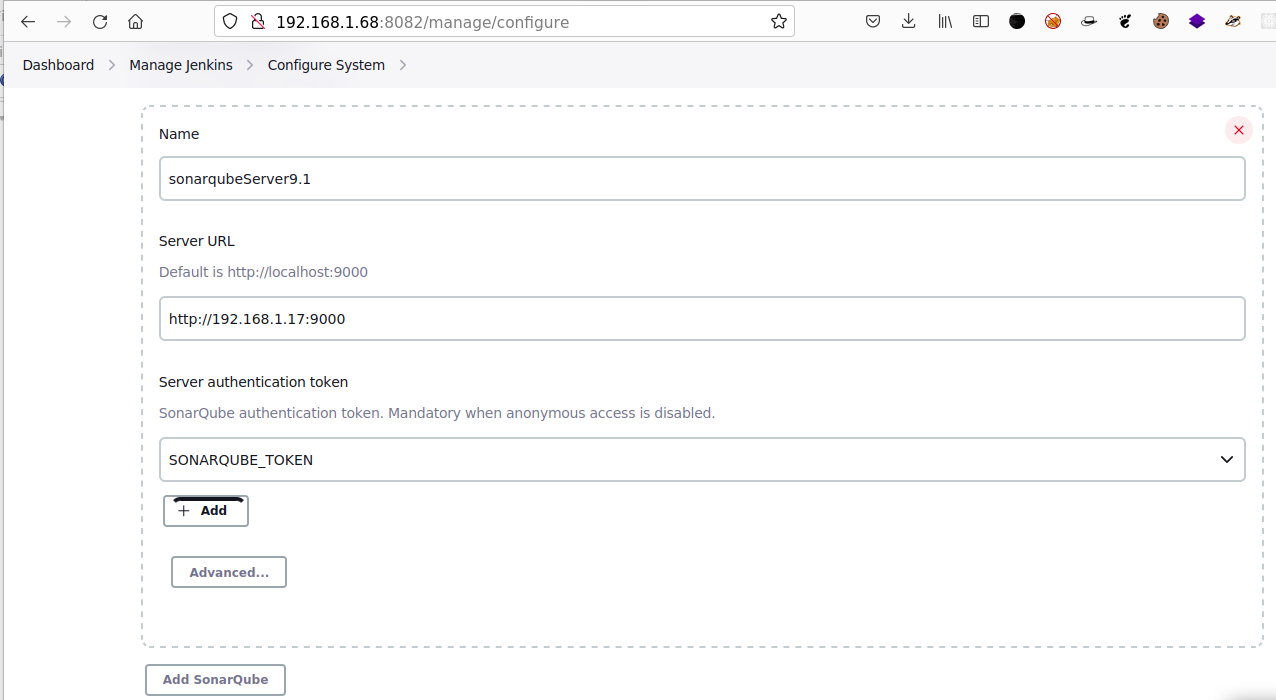 192.168.1.68:8082/manage/configure
Dashboard Manage Jenkins Configure System
Name
sonarqubeServer9.1
Server URL
Default is http://localhost:9000
http://192.168.1.17:9000
Server authentication token
SonarQube authentication token. Mandatory when anonymous access is disabled.
SONARQUBE_TOKEN
Add
Advanced...
Add SonarQube